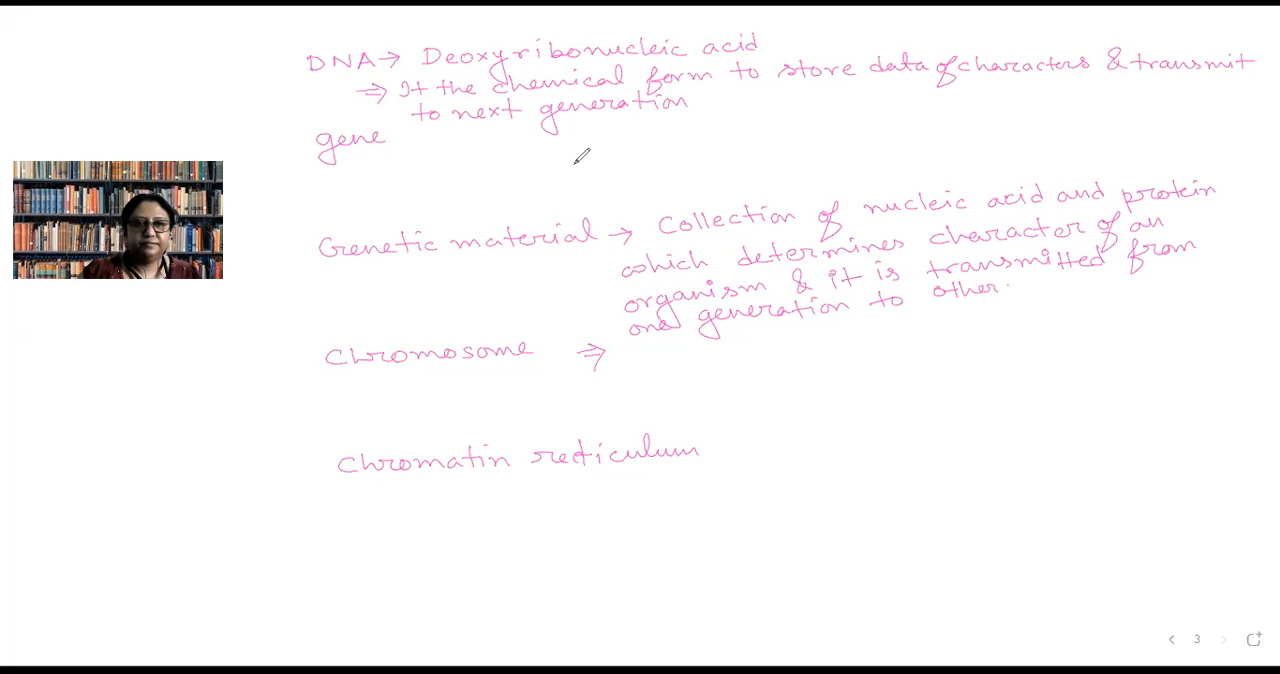 DNA → Deoxyribonucleic acid
⇒ It the chemical form to store data of characters & transmit
to next generation
gene
Genetic material → Collection of nucleic acid and protein
which determines character of an
organism & it is transmitted from
one generation to other.
Chromosome ⇒
Chromatin recticulum
3